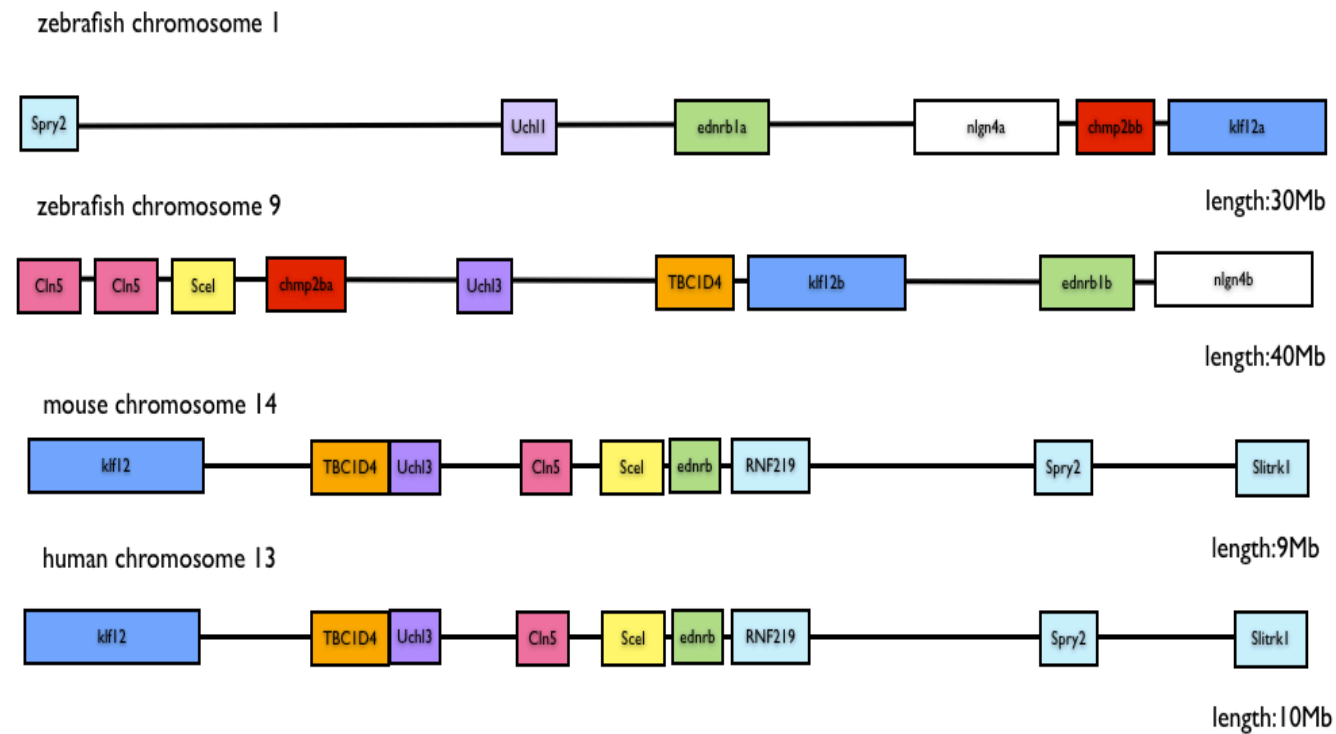 zebrafish chromosome 1
Spry2 Uchl1 ednrb1a nlgn4a chmp2bb klf12a
length:30Mb
zebrafish chromosome 9
Cln5 Cln5 Scel chmp2ba Uchl3 TBC1D4 klf12b ednrb1b nlgn4b
length:40Mb
mouse chromosome 14
klf12 TBC1D4 Uchl3 Cln5 Scel ednrb RNF219 Spry2 Slitrk1
length:9Mb
human chromosome 13
klf12 TBC1D4 Uchl3 Cln5 Scel ednrb RNF219 Spry2 Slitrk1
length:10Mb